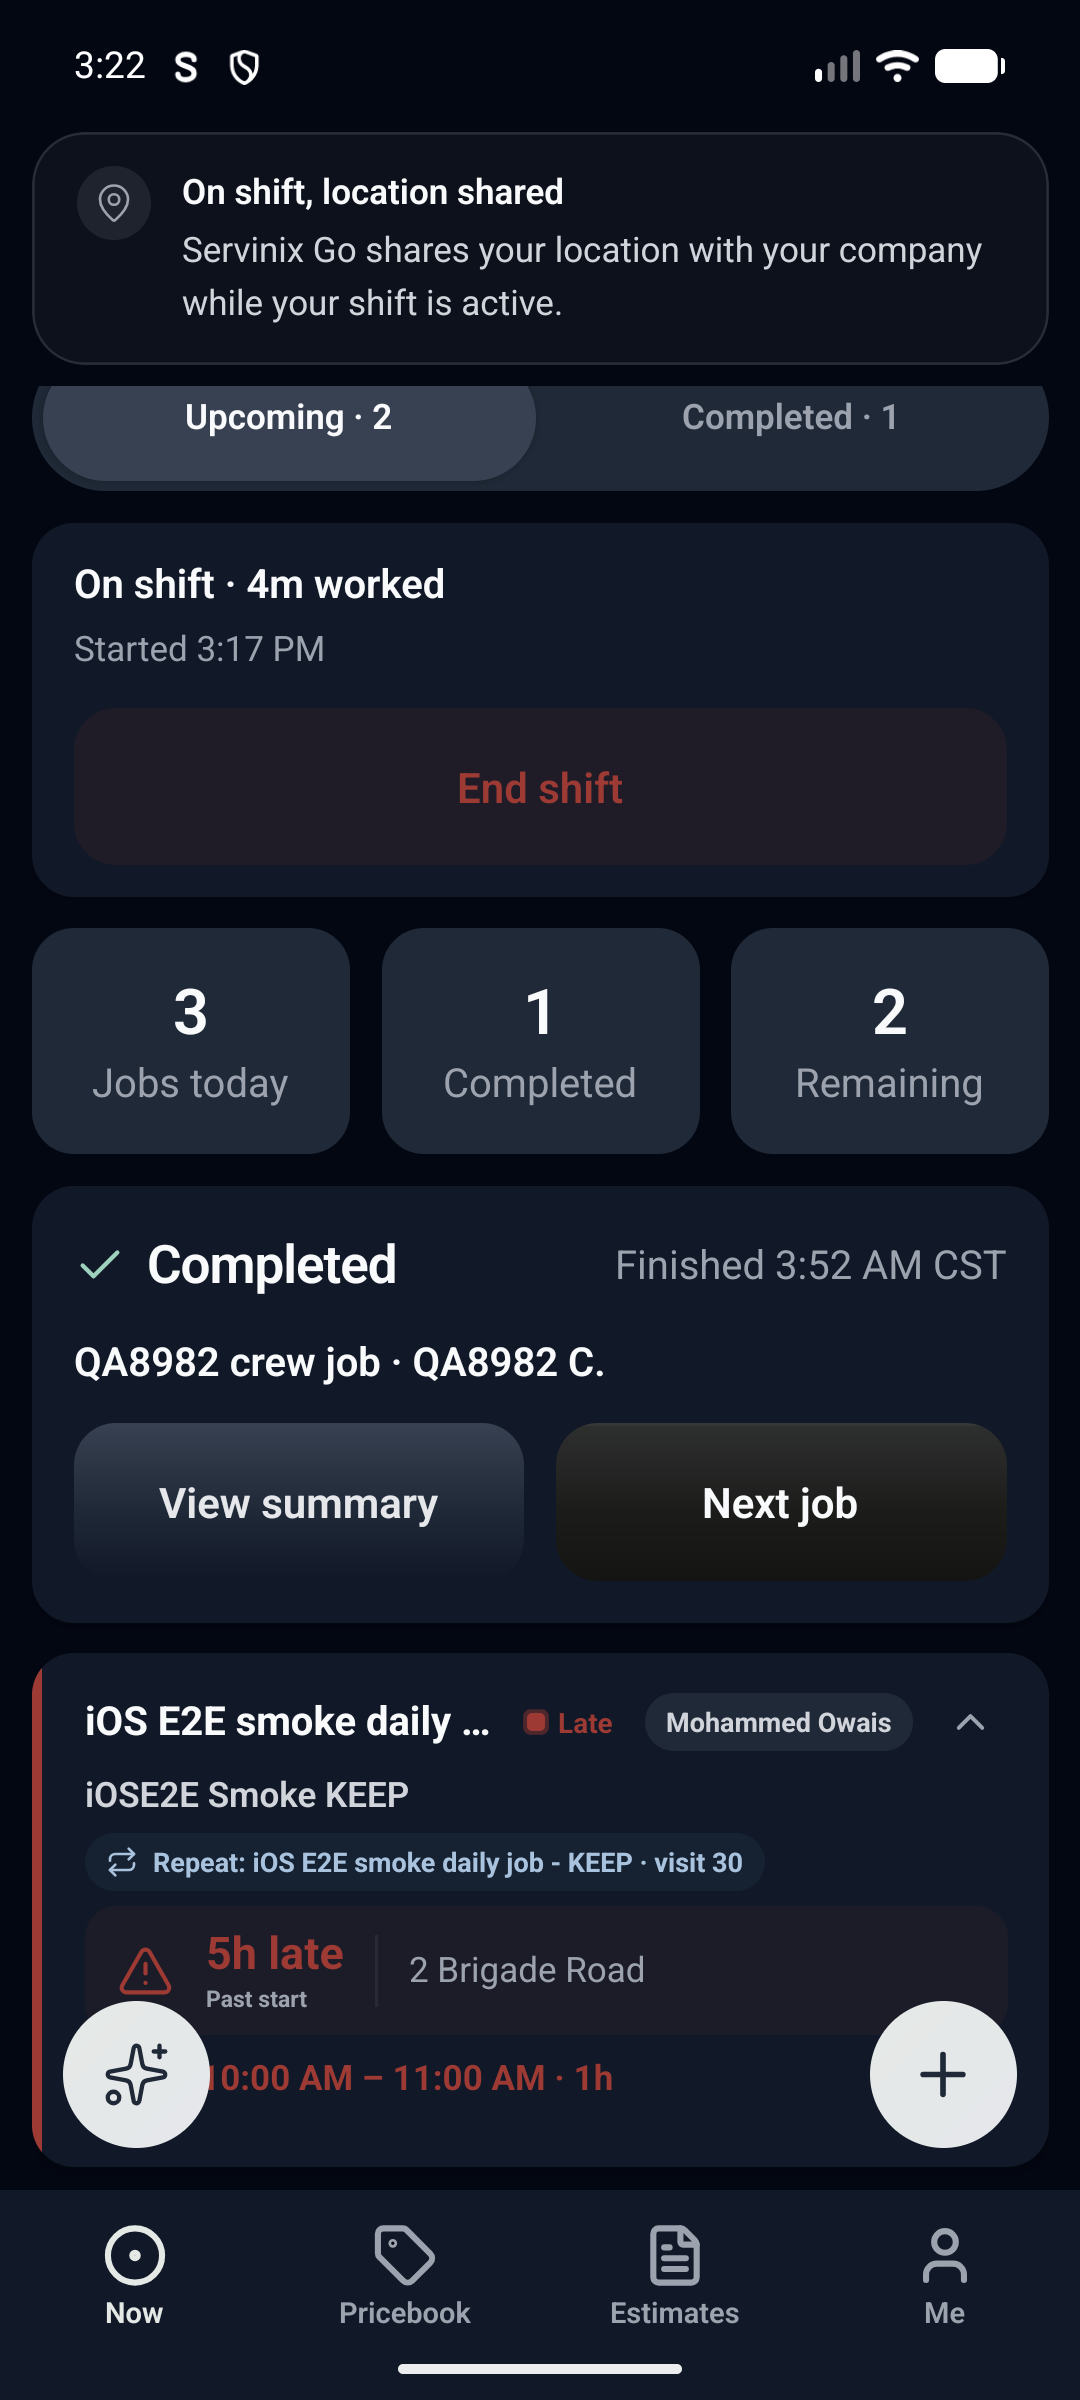 3:22 S
On shift, location shared
Servinix Go shares your location with your company
while your shift is active.
Upcoming · 2
Completed · 1
On shift · 4m worked
Started 3:17 PM
End shift
3
Jobs today
1
Completed
2
Remaining
Completed
Finished 3:52 AM CST
QA8982 crew job · QA8982 C.
View summary
Next job
iOS E2E smoke daily ...
Late
Mohammed Owais
iOSE2E Smoke KEEP
Repeat: iOS E2E smoke daily job - KEEP · visit 30
5h late
Past start
2 Brigade Road
10:00 AM – 11:00 AM · 1h
Now
Pricebook
Estimates
Me